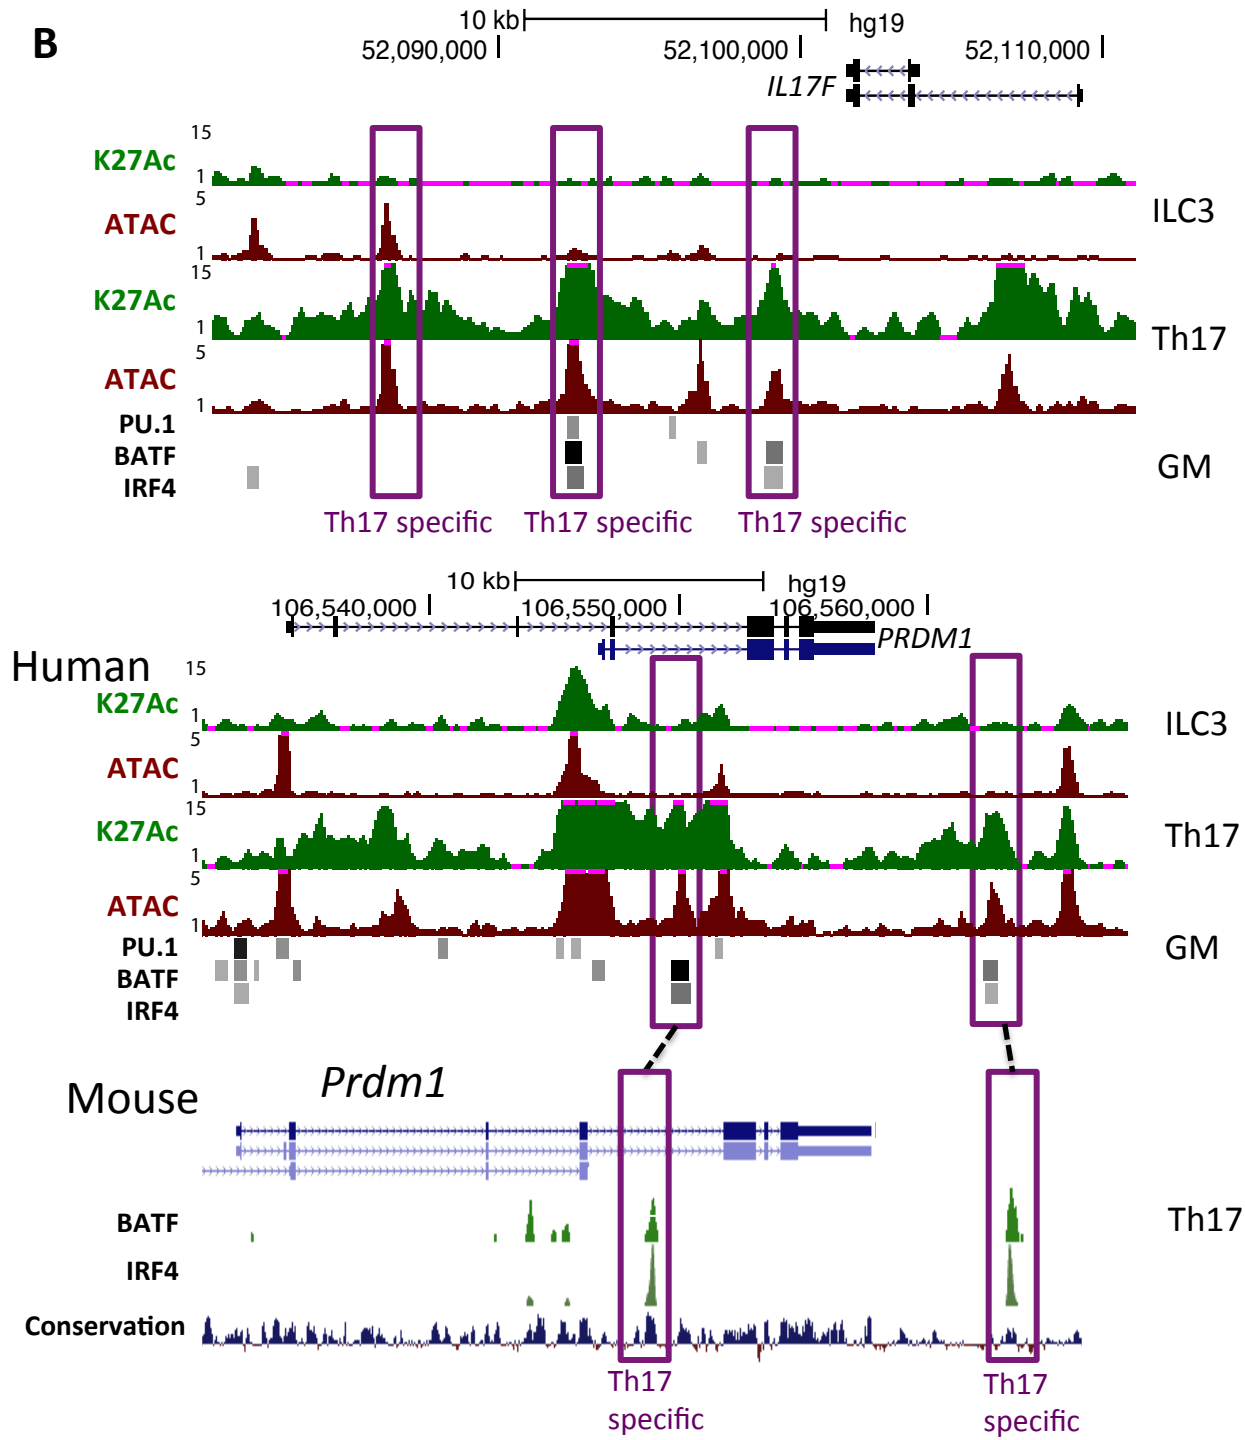 B
10 kb hg19
52,090,000 52,100,000 52,110,000
IL17F
15
K27Ac
1
ILC3
5
ATAC
1
15
K27Ac
1
Th17
5
ATAC
1
PU.1
BATF
GM
IRF4
Th17 specific Th17 specific Th17 specific
10 kb hg19
106,540,000 106,550,000 106,560,000
PRDM1
Human
15
K27Ac
1
ILC3
5
ATAC
1
15
K27Ac
1
Th17
5
ATAC
1
PU.1
GM
BATF
IRF4
Prdm1
Mouse
BATF
Th17
IRF4
Conservation
Th17 specific
Th17 specific